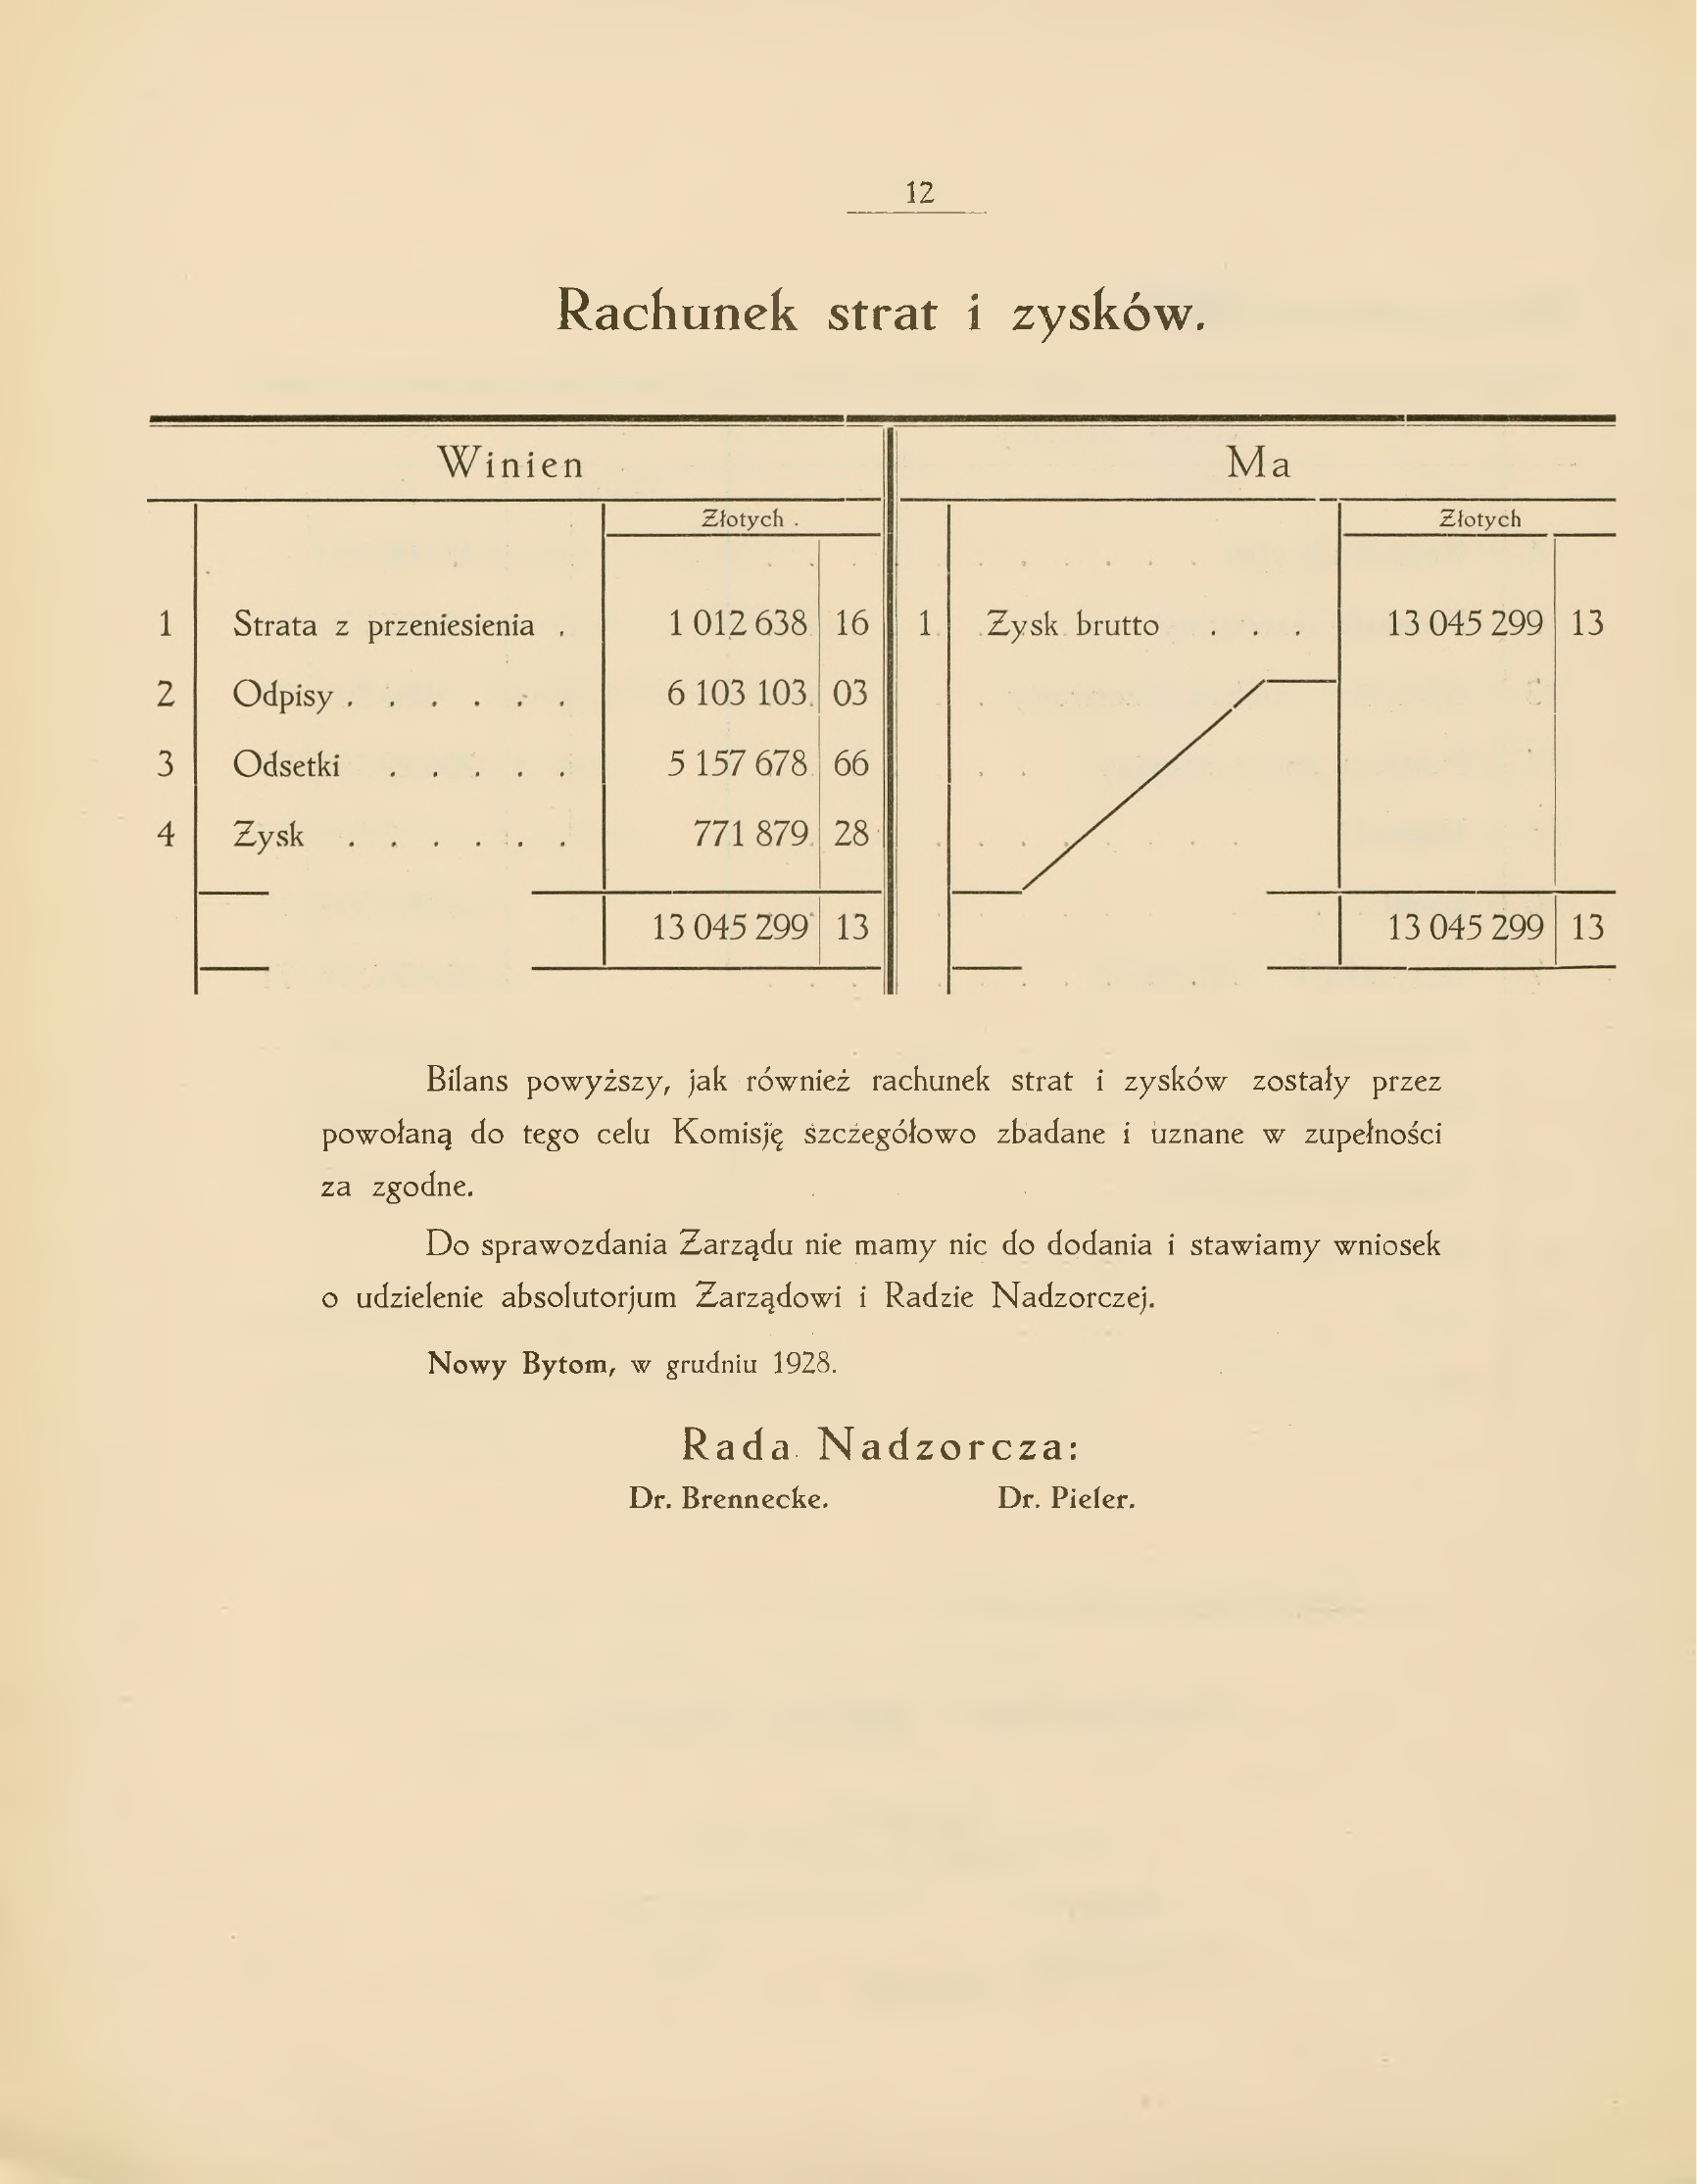 12
Rachunek strat i zysków.
Winien Ma
Złotych . Złotych
1 Strata z przeniesienia . 1 012 638 16 1 Zysk brutto . . . 13 045 299 13
2 Odpisy . . . . . . 6 103 103 03
3 Odsetki . . . . . 5 157 678 66
4 Zysk . . . . . . 771 879 28
13 045 299 13 13 045 299 13
Bilans powyższy, jak również rachunek strat i zysków zostały przez
powołaną do tego celu Komisję szczegółowo zbadane i uznane w zupełności
za zgodne.
Do sprawozdania Zarządu nie mamy nic do dodania i stawiamy wniosek
o udzielenie absolutorjum Zarządowi i Radzie Nadzorczej.
Nowy Bytom, w grudniu 1928.
Rada Nadzorcza:
Dr. Brennecke. Dr. Pieler.